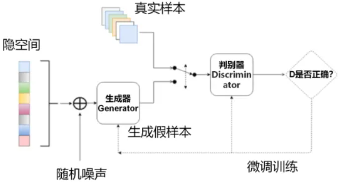 真实样本
隐空间
判别器
Discrimin
ator
D是否正确?
生成器
Generator
生成假样本
随机噪声
微调训练